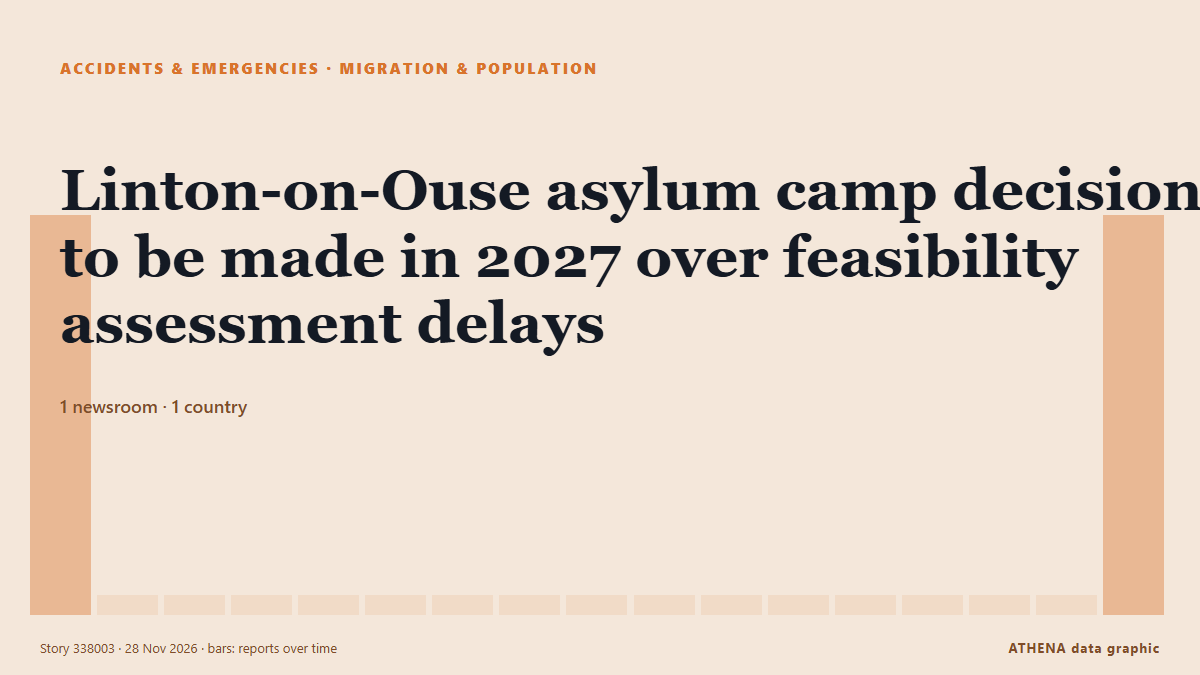 ACCIDENTS & EMERGENCIES · MIGRATION & POPULATION
Linton-on-Ouse asylum camp decision
to be made in 2027 over feasibility
assessment delays
1 newsroom · 1 country
Story 338003 · 28 Nov 2026 · bars: reports over time
ATHENA data graphic